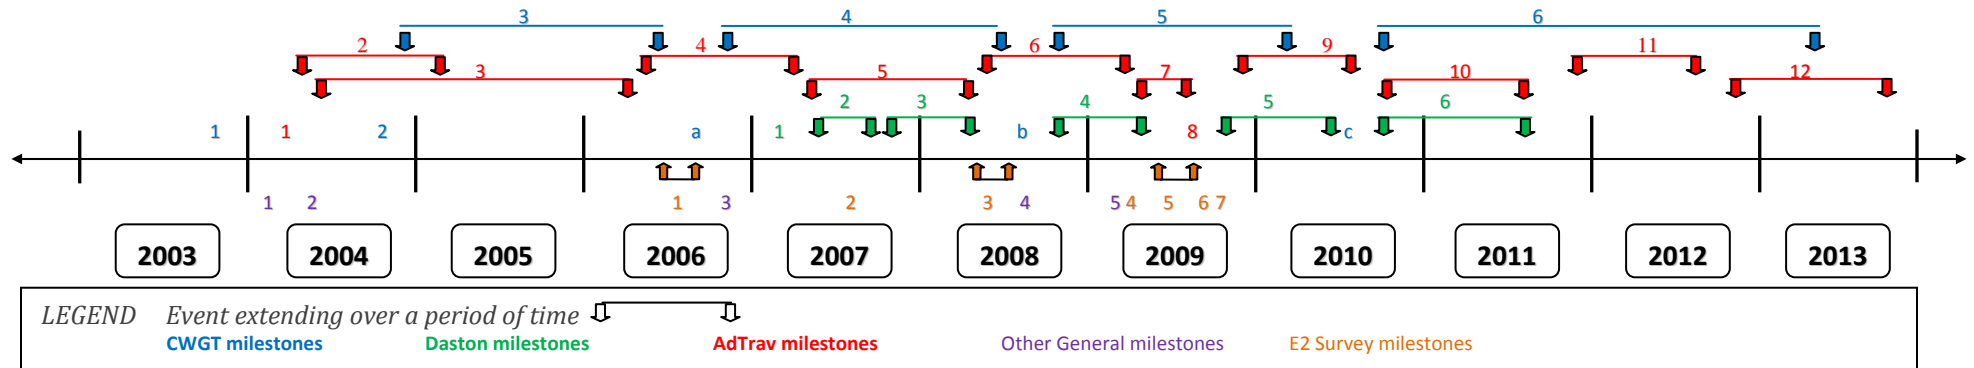 3 4 5 6
2 4 6 9 11
3 5 7 10 12
2 3 4 5 6
1 1 2 a 1 b 8 c
1 2 1 3 2 3 4 5 4 5 6 7
2003 2004 2005 2006 2007 2008 2009 2010 2011 2012 2013
LEGEND Event extending over a period of time
CWGT milestones Daston milestones AdTrav milestones Other General milestones E2 Survey milestones